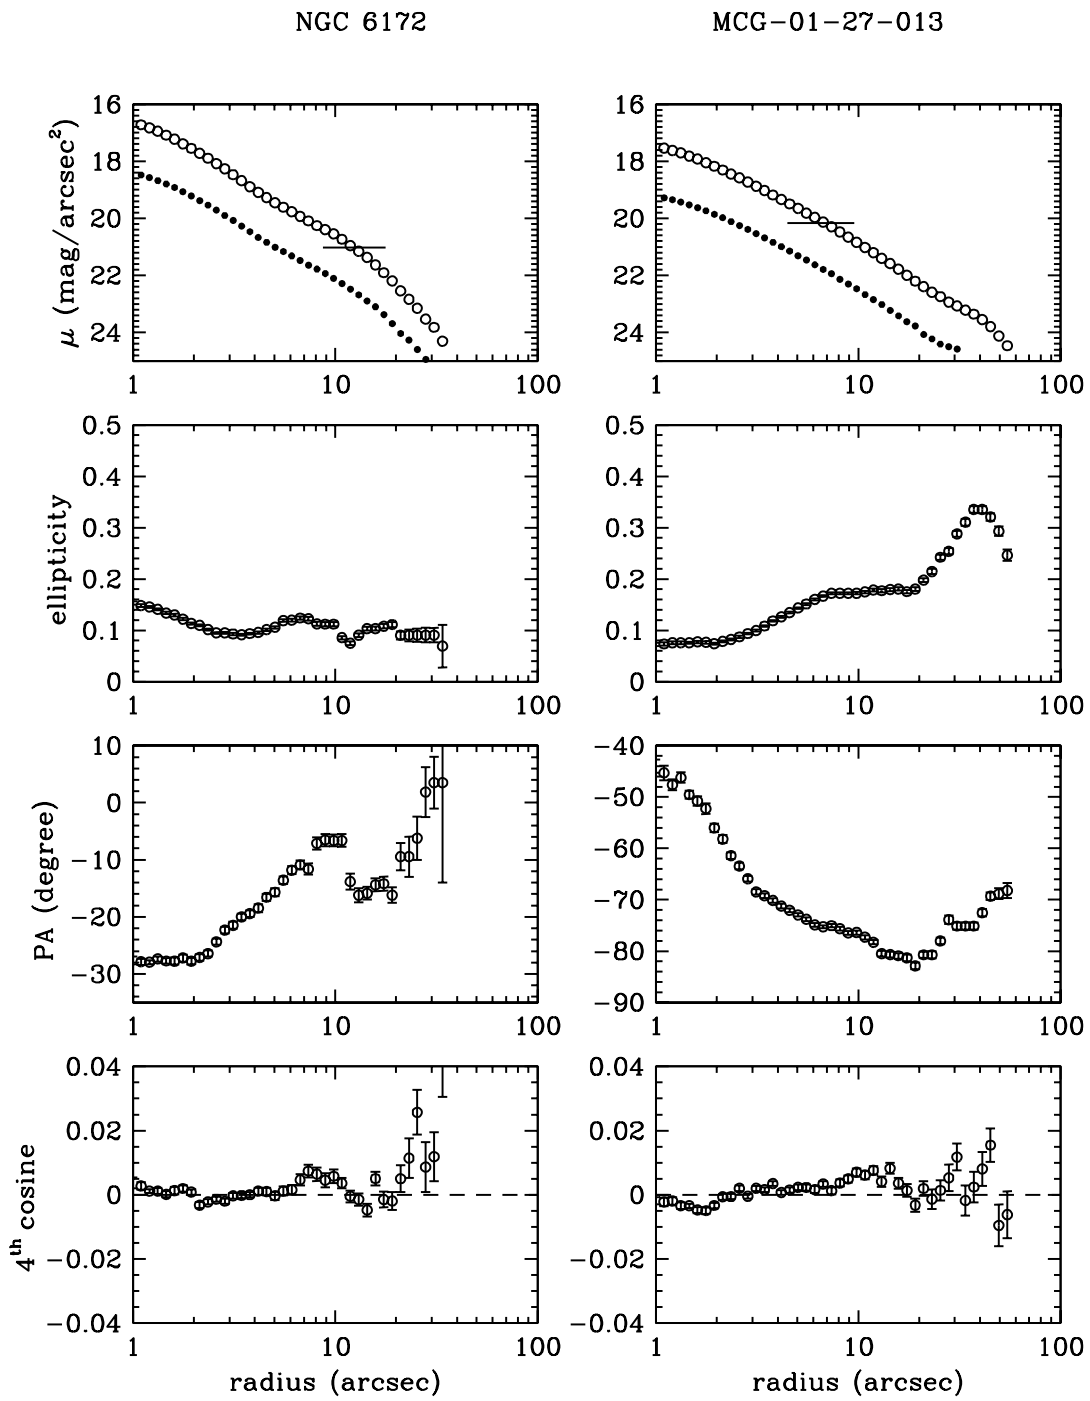 NGC 6172 MCG-01-27-013
μ (mag/arcsec²)
16 16
18 18
20 20
22 22
24 24
1 10 100 1 10 100
ellipticity
0.5 0.5
0.4 0.4
0.3 0.3
0.2 0.2
0.1 0.1
0 0
1 10 100 1 10 100
PA (degree)
10 −40
0 −50
−10 −60
−20 −70
−30 −80
−90
1 10 100 1 10 100
4th cosine
0.04 0.04
0.02 0.02
0 0
−0.02 −0.02
−0.04 −0.04
1 10 100 1 10 100
radius (arcsec) radius (arcsec)